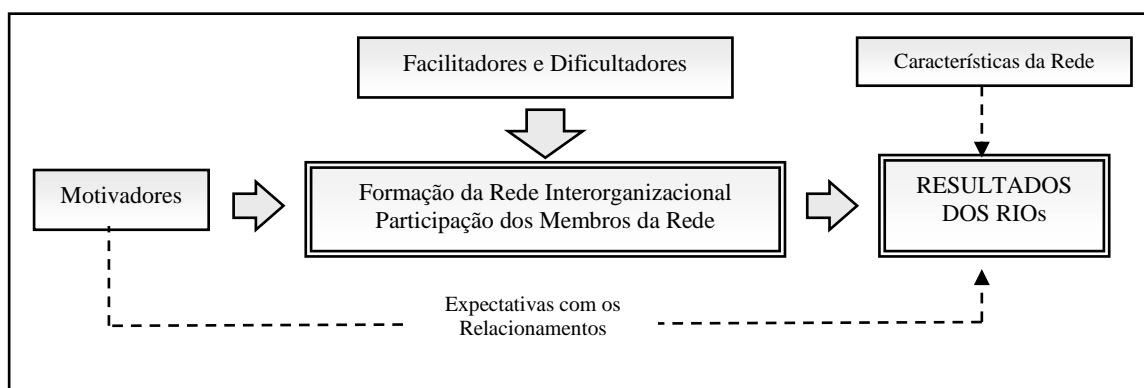 Facilitadores e Dificultadores
Características da Rede
Motivadores
Formação da Rede Interorganizacional
Participação dos Membros da Rede
RESULTADOS
DOS RIOs
Expectativas com os
Relacionamentos